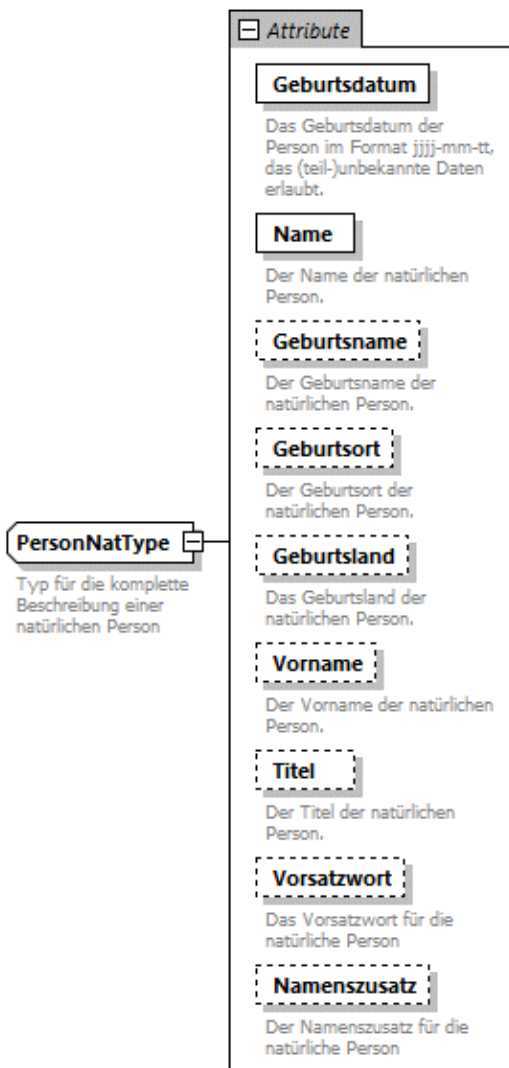 Attribute
Geburtsdatum
Das Geburtsdatum der
Person im Format jjjj-mm-tt,
das (teil-)unbekannte Daten
erlaubt.
Name
Der Name der natürlichen
Person.
Geburtsname
Der Geburtsname der
natürlichen Person.
Geburtsort
Der Geburtsort der
natürlichen Person.
PersonNatType
Typ für die komplette
Beschreibung einer
natürlichen Person
Geburtsland
Das Geburtsland der
natürlichen Person.
Vorname
Der Vorname der natürlichen
Person.
Titel
Der Titel der natürlichen
Person.
Vorsatzwort
Das Vorsatzwort für die
natürliche Person
Namenszusatz
Der Namenszusatz für die
natürliche Person